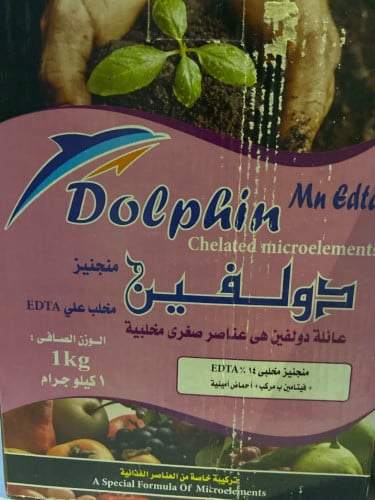 Dolphin Mn Edta
Chelated microelements
دولفين منجنيز
مخلب علي EDTA
عائلة دولفين هى عناصر صغرى مخلبية
الوزن الصافى :
1kg
١ كيلو جرام
منجنيز مخلبى ١٤ ٪ EDTA
+ فيتامين ب مركب + أحماض أمينية
تركيبة خاصة من العناصر الغذائية
A Special Formula Of Microelements